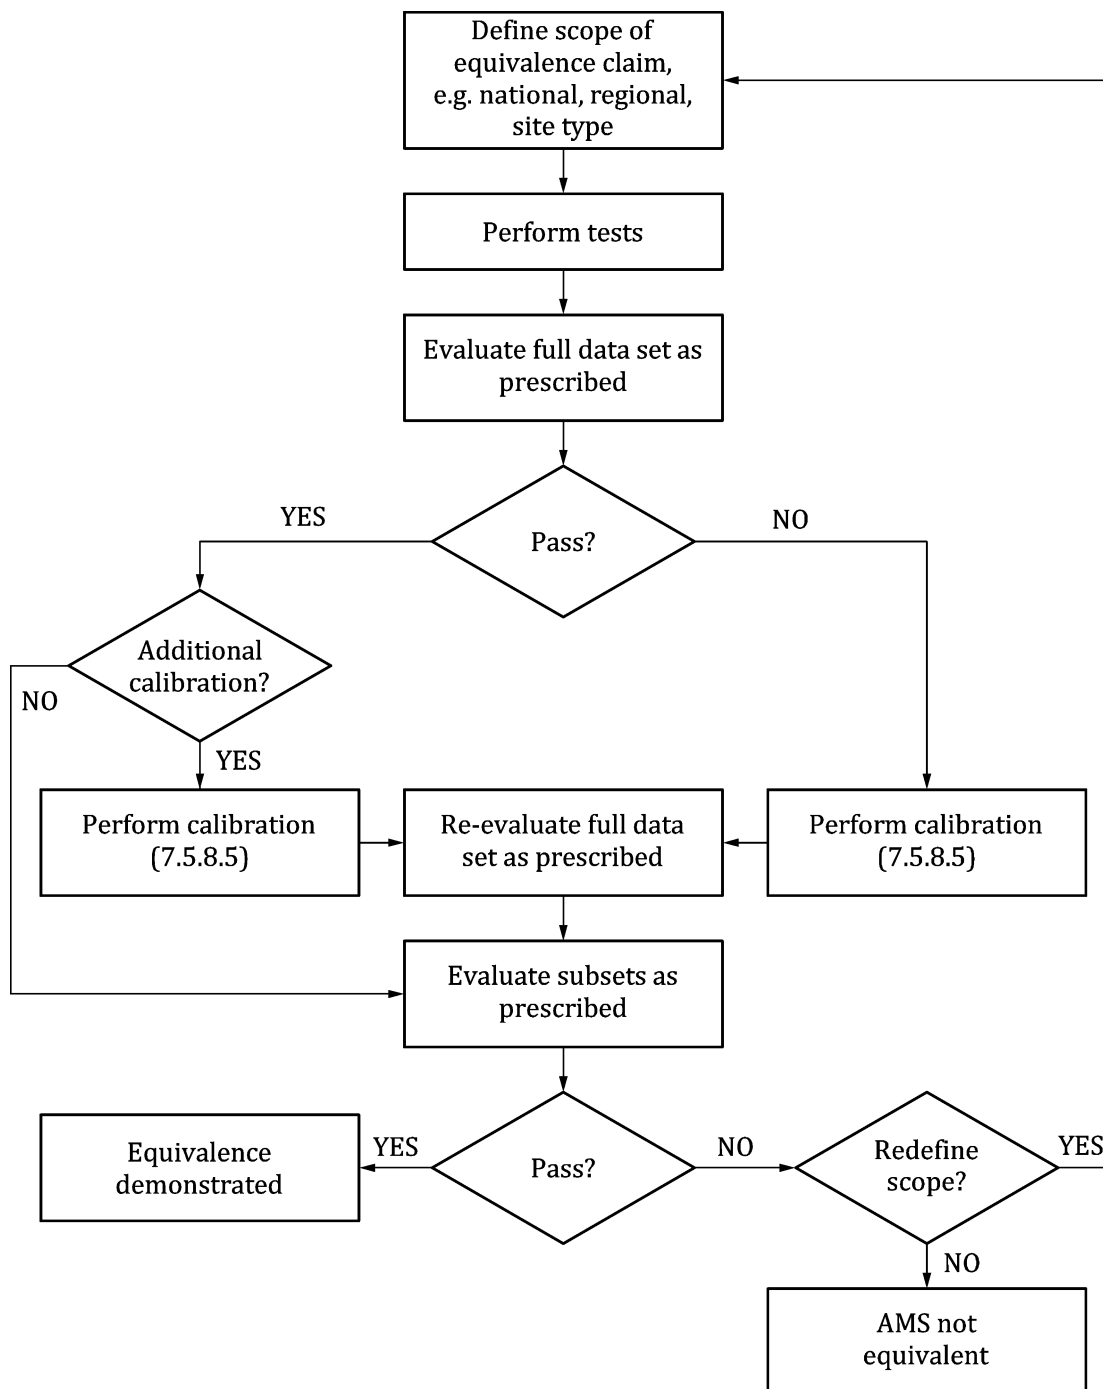 Define scope of
equivalence claim,
e.g. national, regional,
site type
Perform tests
Evaluate full data set as
prescribed
YES
Pass?
NO
Additional
calibration?
NO
YES
Perform calibration
(7.5.8.5)
Re-evaluate full data
set as prescribed
Perform calibration
(7.5.8.5)
Evaluate subsets as
prescribed
Equivalence
demonstrated
YES
Pass?
NO
Redefine
scope?
YES
NO
AMS not
equivalent